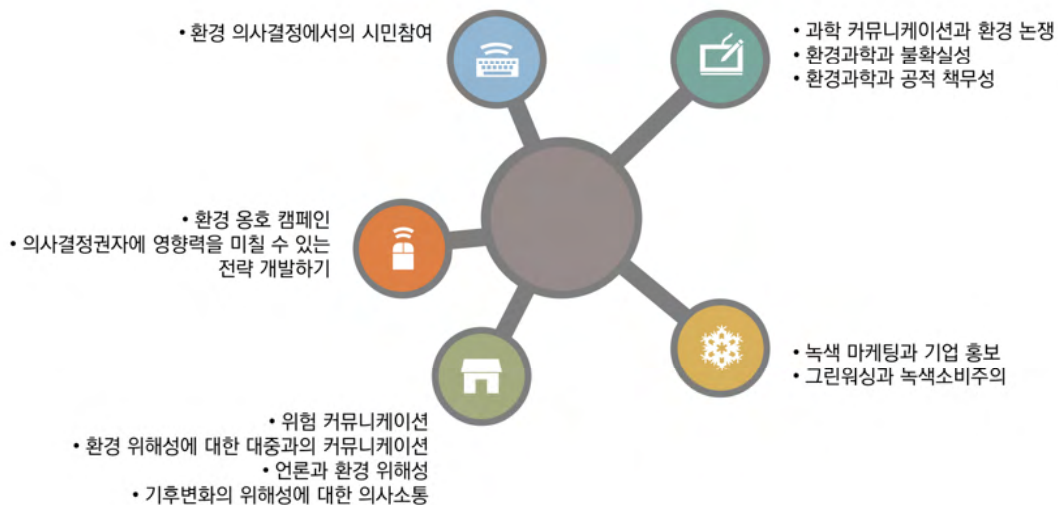 • 환경 의사결정에서의 시민참여
• 과학 커뮤니케이션과 환경 논쟁
• 환경과학과 불확실성
• 환경과학과 공적 책무성
• 환경 옹호 캠페인
• 의사결정권자에 영향력을 미칠 수 있는
전략 개발하기
• 녹색 마케팅과 기업 홍보
• 그린워싱과 녹색소비주의
• 위험 커뮤니케이션
• 환경 위해성에 대한 대중과의 커뮤니케이션
• 언론과 환경 위해성
• 기후변화의 위해성에 대한 의사소통